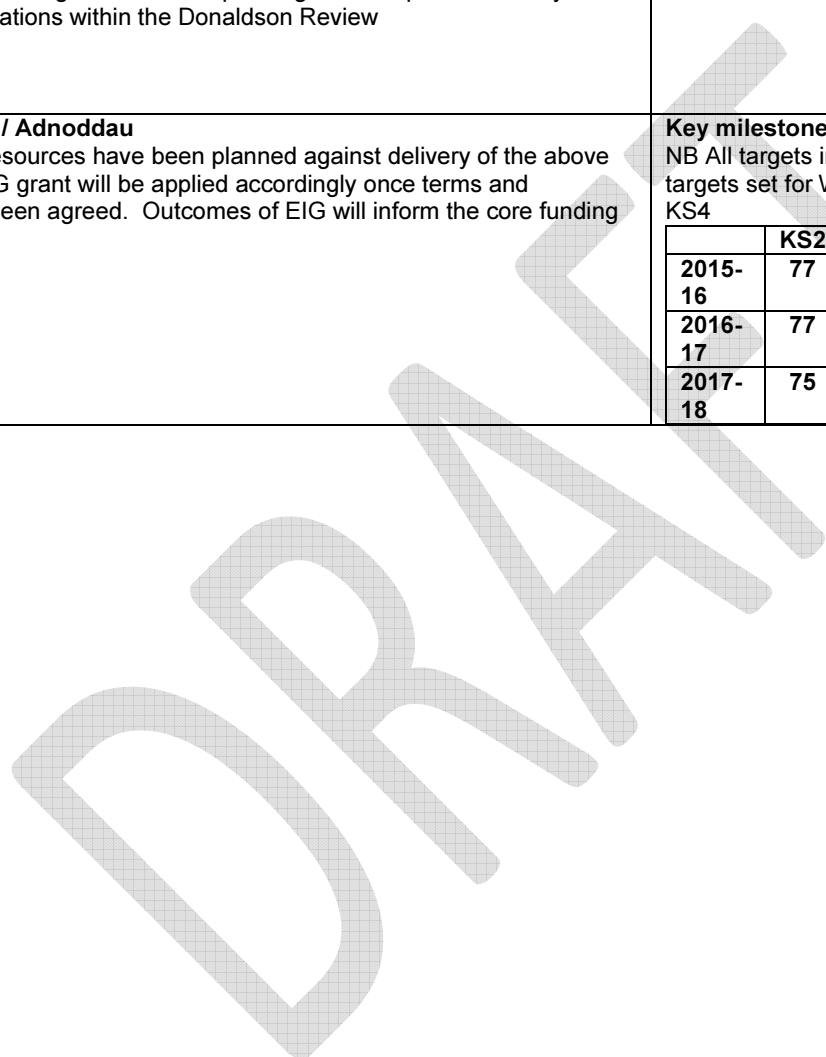 ations within the Donaldson Review
/ Adnoddau
esources have been planned against delivery of the above
G grant will be applied accordingly once terms and
een agreed. Outcomes of EIG will inform the core funding
Key milestone
NB All targets i
targets set for
KS4
KS2
2015-16 77
2016-17 77
2017-18 75
DRAFT